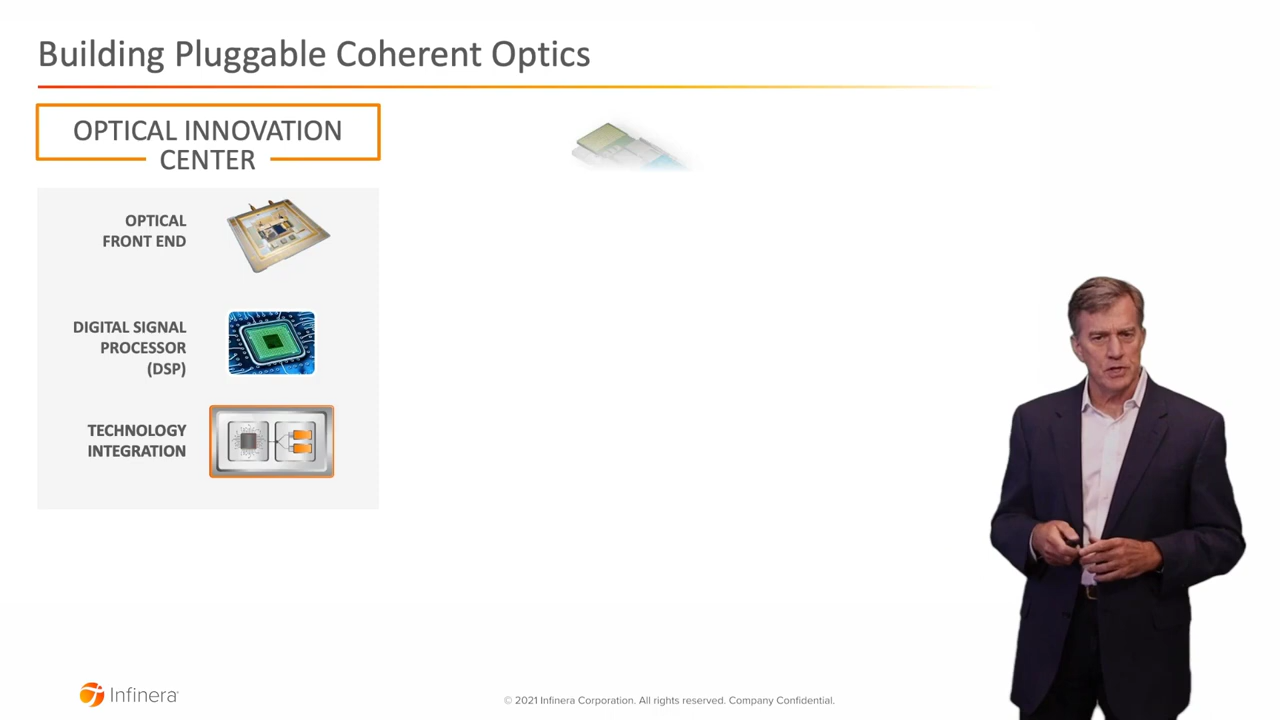 Building Pluggable Coherent Optics
OPTICAL INNOVATION
CENTER
OPTICAL
FRONT END
DIGITAL SIGNAL
PROCESSOR
(DSP)
TECHNOLOGY
INTEGRATION
Infinera
© 2021 Infinera Corporation. All rights reserved. Company Confidential.